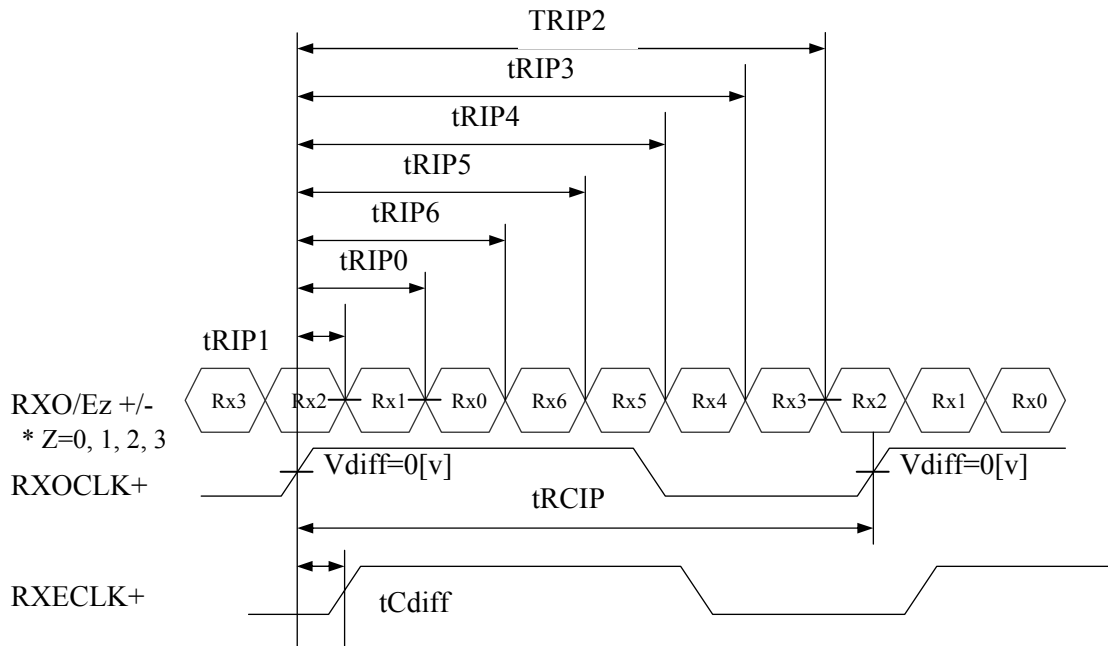 TRIP2
tRIP3
tRIP4
tRIP5
tRIP6
tRIP0
tRIP1
RXO/Ez +/-
Rx3 Rx2 Rx1 Rx0 Rx6 Rx5 Rx4 Rx3 Rx2 Rx1 Rx0
* Z=0, 1, 2, 3
RXOCLK+
Vdiff=0[v] Vdiff=0[v]
tRCIP
RXECLK+
tCdiff